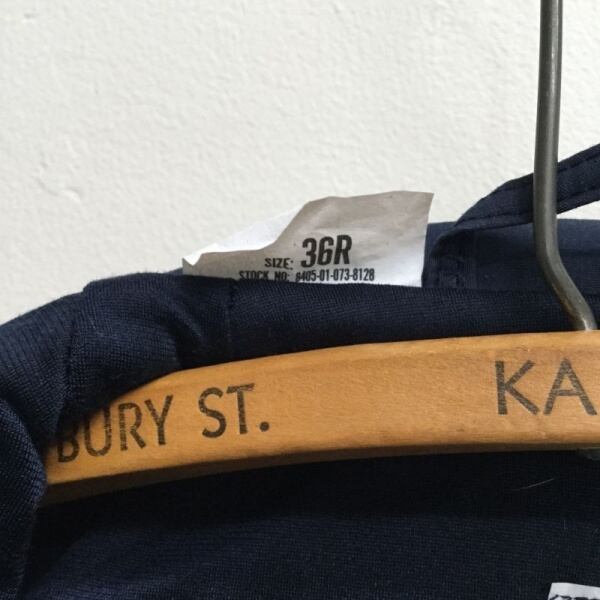 SIZE: 36R
STOCK NO: 8405-01-073-8128
BURY ST.
KA